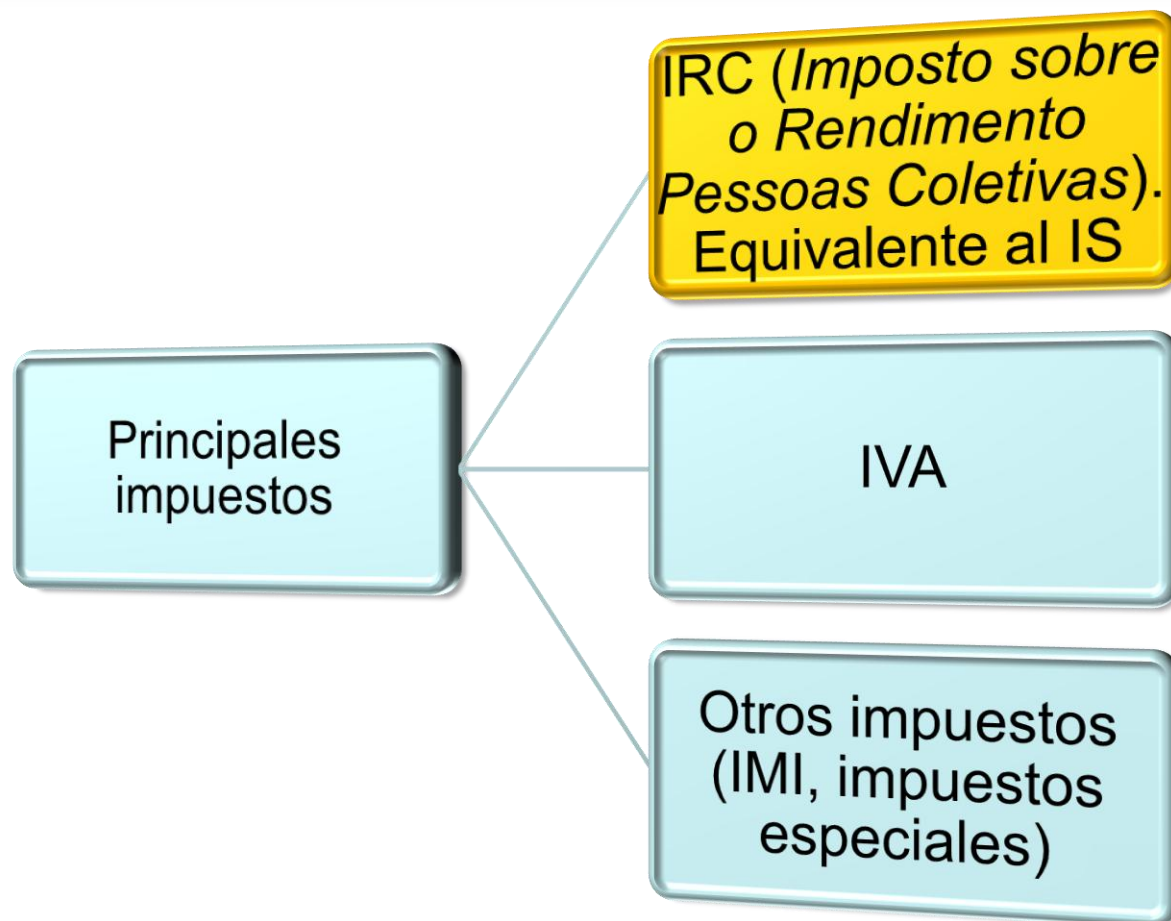 Principales
impuestos
IRC (Imposto sobre
o Rendimento
Pessoas Coletivas).
Equivalente al IS
IVA
Otros impuestos
(IMI, impuestos
especiales)